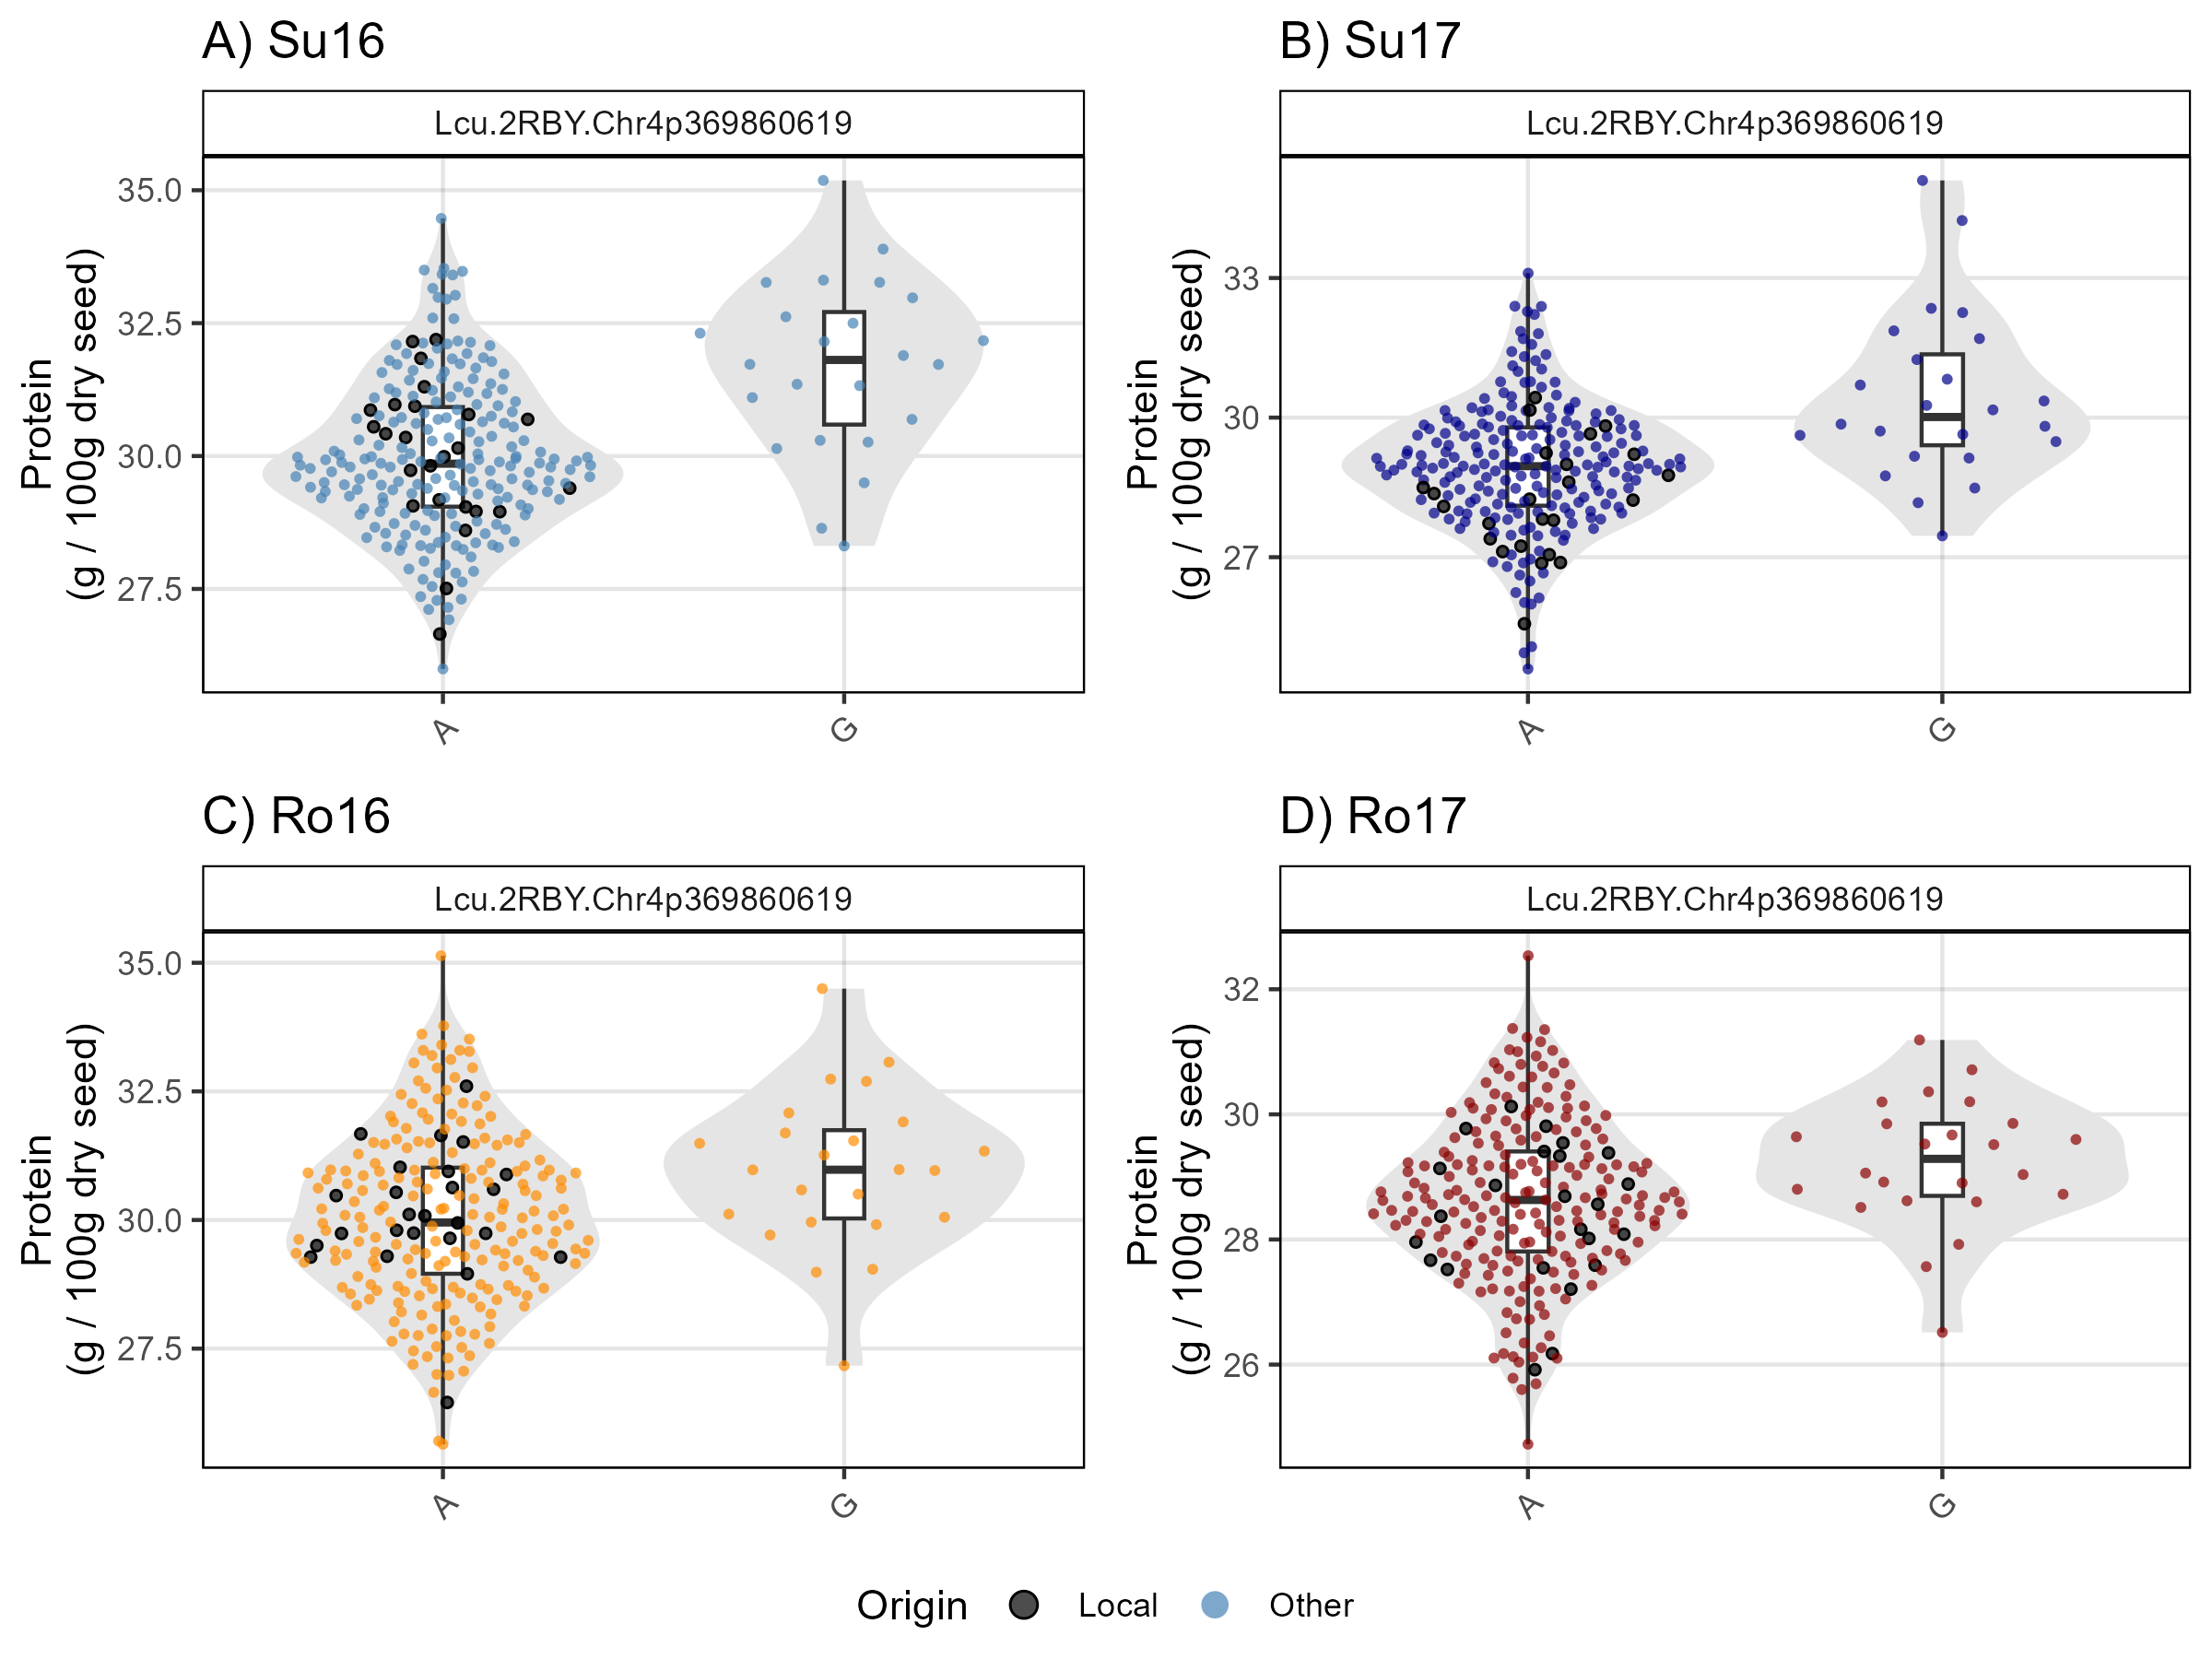 A) Su16
Lcu.2RBY.Chr4p369860619
Protein
(g / 100g dry seed)
35.0
32.5
30.0
27.5
A
G
B) Su17
Lcu.2RBY.Chr4p369860619
Protein
(g / 100g dry seed)
33
30
27
A
G
C) Ro16
Lcu.2RBY.Chr4p369860619
Protein
(g / 100g dry seed)
35.0
32.5
30.0
27.5
A
G
D) Ro17
Lcu.2RBY.Chr4p369860619
Protein
(g / 100g dry seed)
32
30
28
26
A
G
Origin Local Other